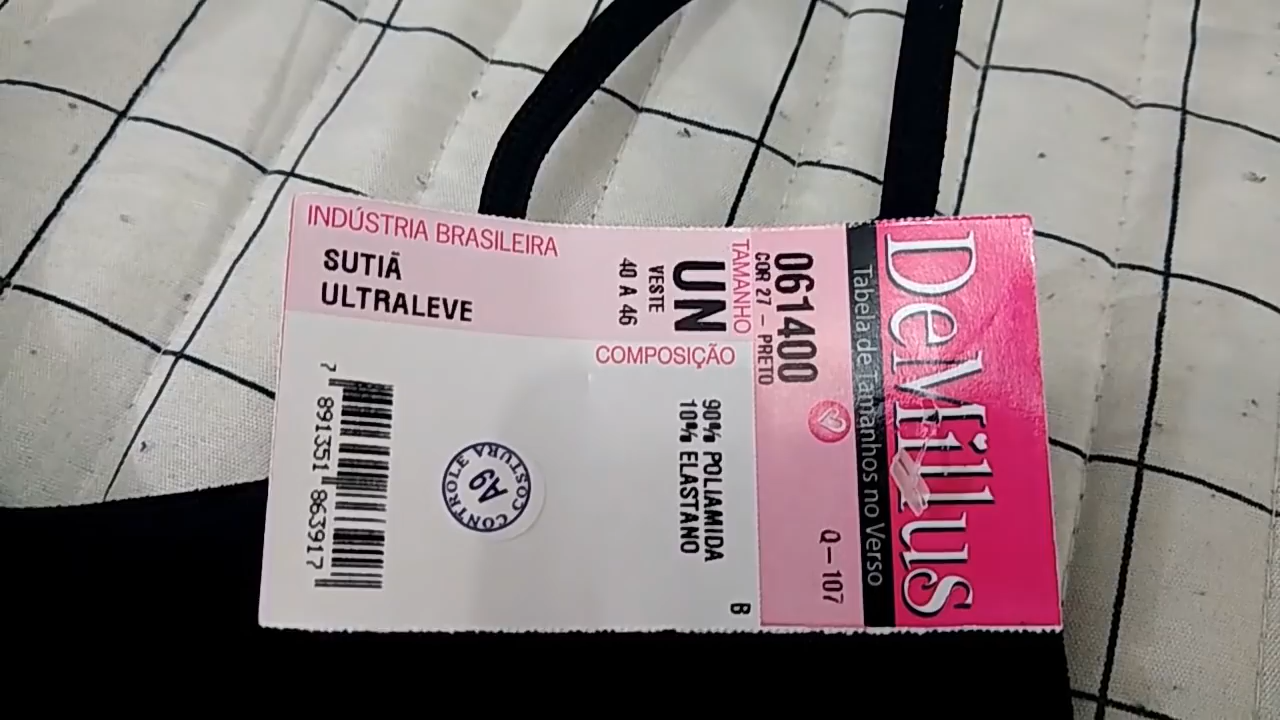 DeMillus
Tabela de Tamanhos no Verso
061400
COR 27 – PRETO
Q–107
TAMANHO
UN
VESTE
40 A 46
COMPOSIÇÃO
90% POLIAMIDA
10% ELASTANO
B
INDÚSTRIA BRASILEIRA
SUTIÃ
ULTRALEVE
CONTROLE
COSTURA
A9
7 891351 863917